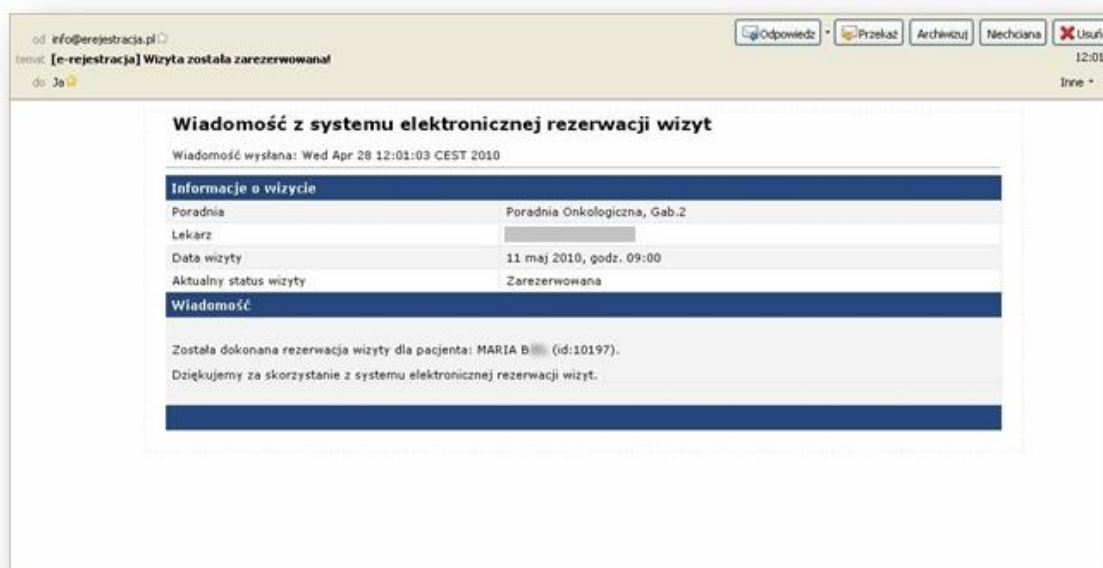 od info@erejestracja.pl
Odpowiedz Przekaż Archiwizuj Niechciana Usuń
temat [e-rejestracja] Wizyta została zarezerwowana!
12:01
do Ja
Inne
Wiadomość z systemu elektronicznej rezerwacji wizyt
Wiadomość wysłana: Wed Apr 28 12:01:03 CEST 2010
Informacje o wizycie
Poradnia Poradnia Onkologiczna, Gab.2
Lekarz
Data wizyty 11 maj 2010, godz. 09:00
Aktualny status wizyty Zarezerwowana
Wiadomość
Została dokonana rezerwacja wizyty dla pacjenta: MARIA B (id:10197).
Dziękujemy za skorzystanie z systemu elektronicznej rezerwacji wizyt.